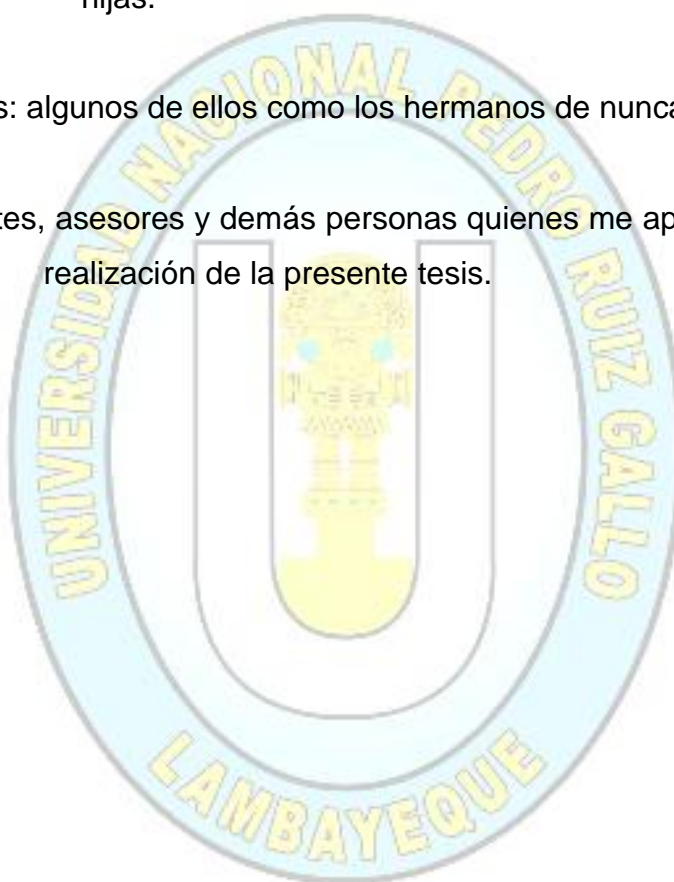 hijas.
s: algunos de ellos como los hermanos de nunca
tes, asesores y demás personas quienes me ap
realización de la presente tesis.
UNIVERSIDAD NACIONAL PEDRO RUIZ GALLO
LAMBAYEQUE